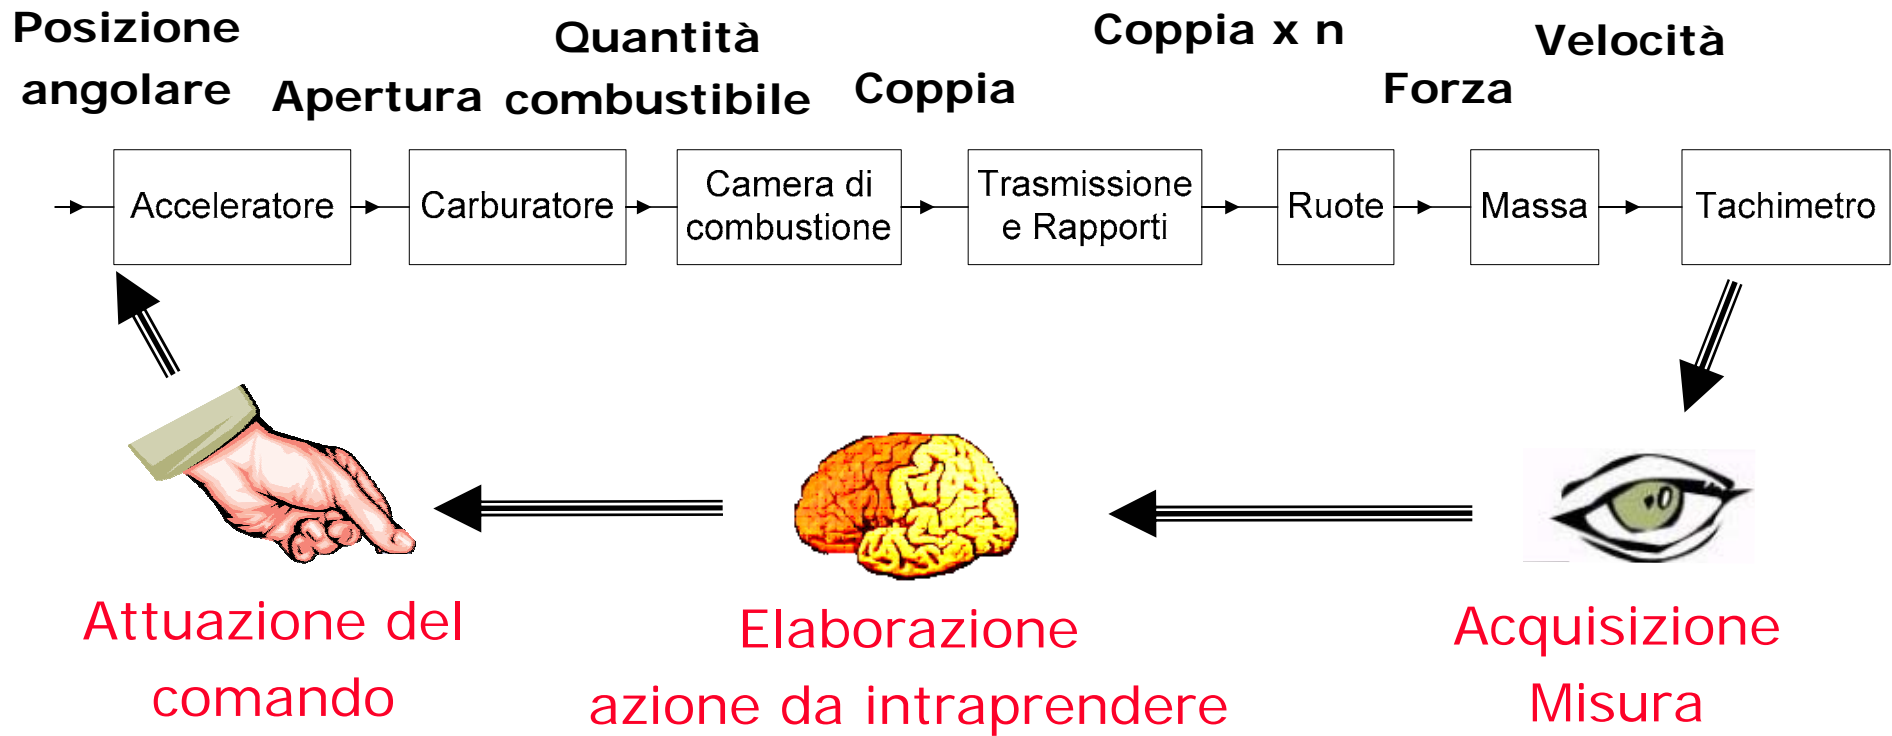 Posizione
angolare
Apertura
Quantità
combustibile
Coppia
Coppia x n
Forza
Velocità
Acceleratore
Carburatore
Camera di
combustione
Trasmissione
e Rapporti
Ruote
Massa
Tachimetro
Attuazione del
comando
Elaborazione
azione da intraprendere
Acquisizione
Misura